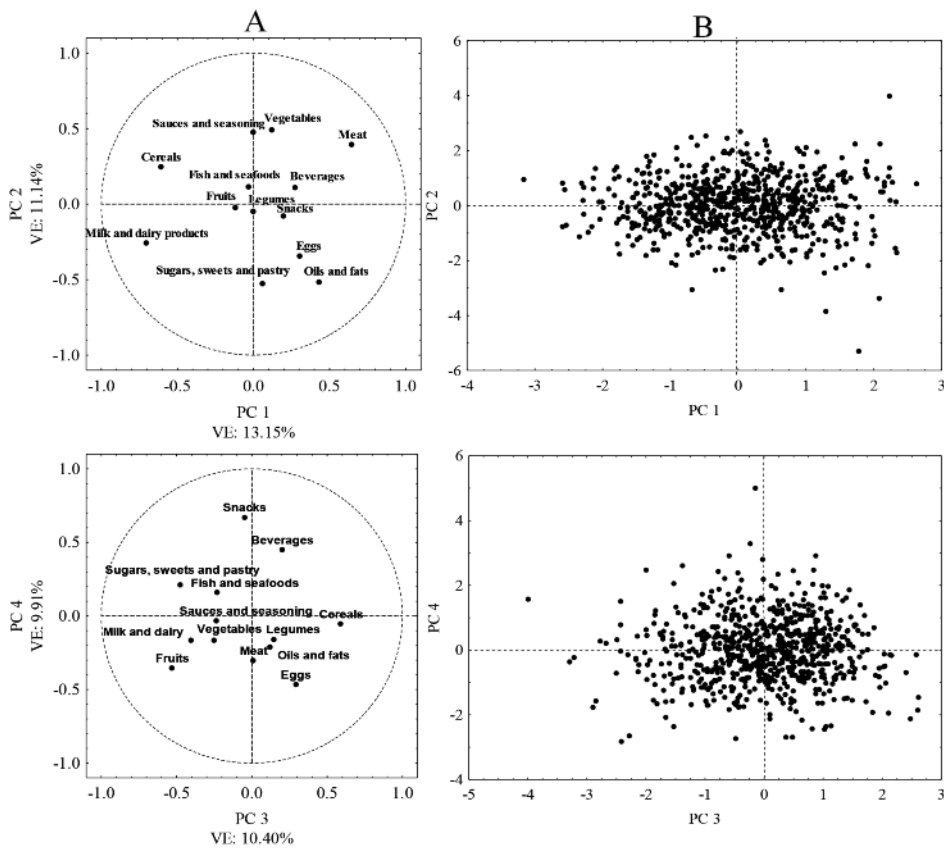 A
B
1.0
0.5
0.0
-0.5
-1.0
PC 2
VE: 11.14%
Sauces and seasoning
Vegetables
Meat
Cereals
Fish and seafoods
Beverages
Fruits
Legumes
Snacks
Milk and dairy products
Eggs
Sugars, sweets and pastry
Oils and fats
-1.0 -0.5 0.0 0.5 1.0
PC 1
VE: 13.15%
6
4
2
0
-2
-4
-6
PC 2
-4 -3 -2 -1 0 1 2 3
PC 1
1.0
0.5
0.0
-0.5
-1.0
PC 4
VE: 9.91%
Snacks
Beverages
Sugars, sweets and pastry
Fish and seafoods
Sauces and seasoning
Cereals
Milk and dairy
Vegetables
Legumes
Fruits
Meat
Oils and fats
Eggs
-1.0 -0.5 0.0 0.5 1.0
PC 3
VE: 10.40%
6
4
2
0
-2
-4
PC 4
-5 -4 -3 -2 -1 0 1 2 3
PC 3